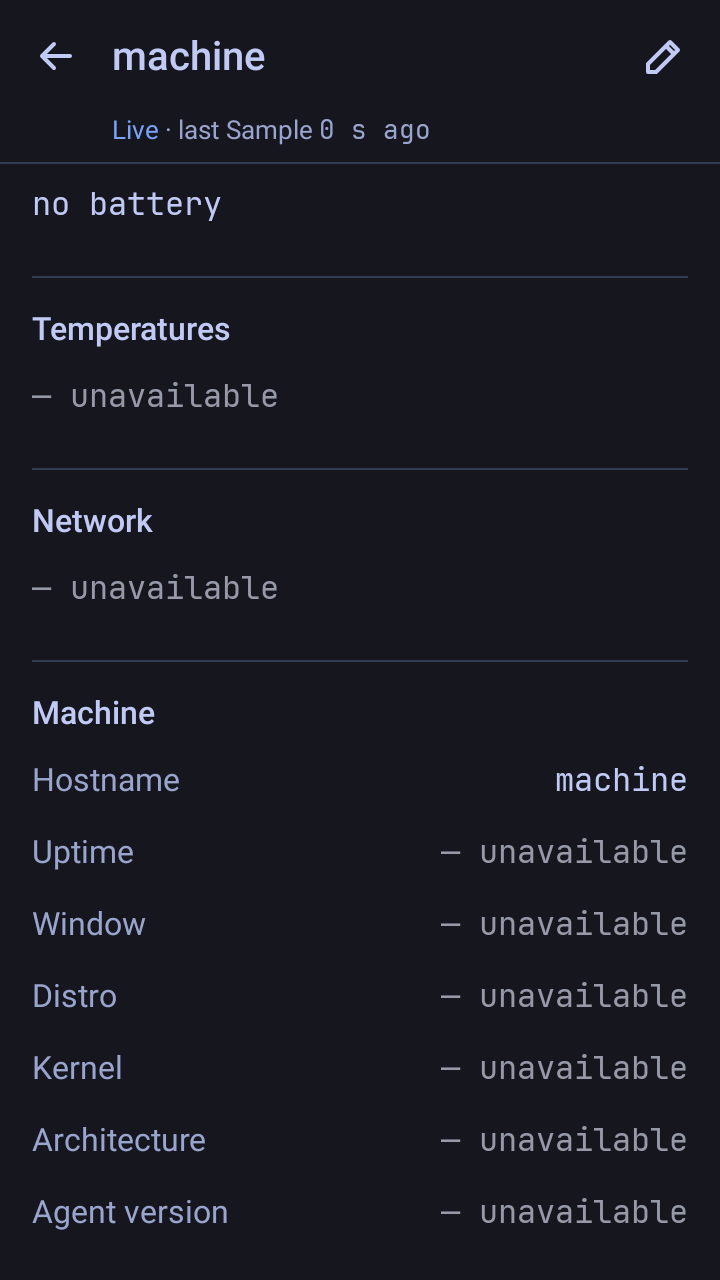 machine
Live · last Sample 0 s ago
no battery
Temperatures
— unavailable
Network
— unavailable
Machine
Hostname machine
Uptime — unavailable
Window — unavailable
Distro — unavailable
Kernel — unavailable
Architecture — unavailable
Agent version — unavailable